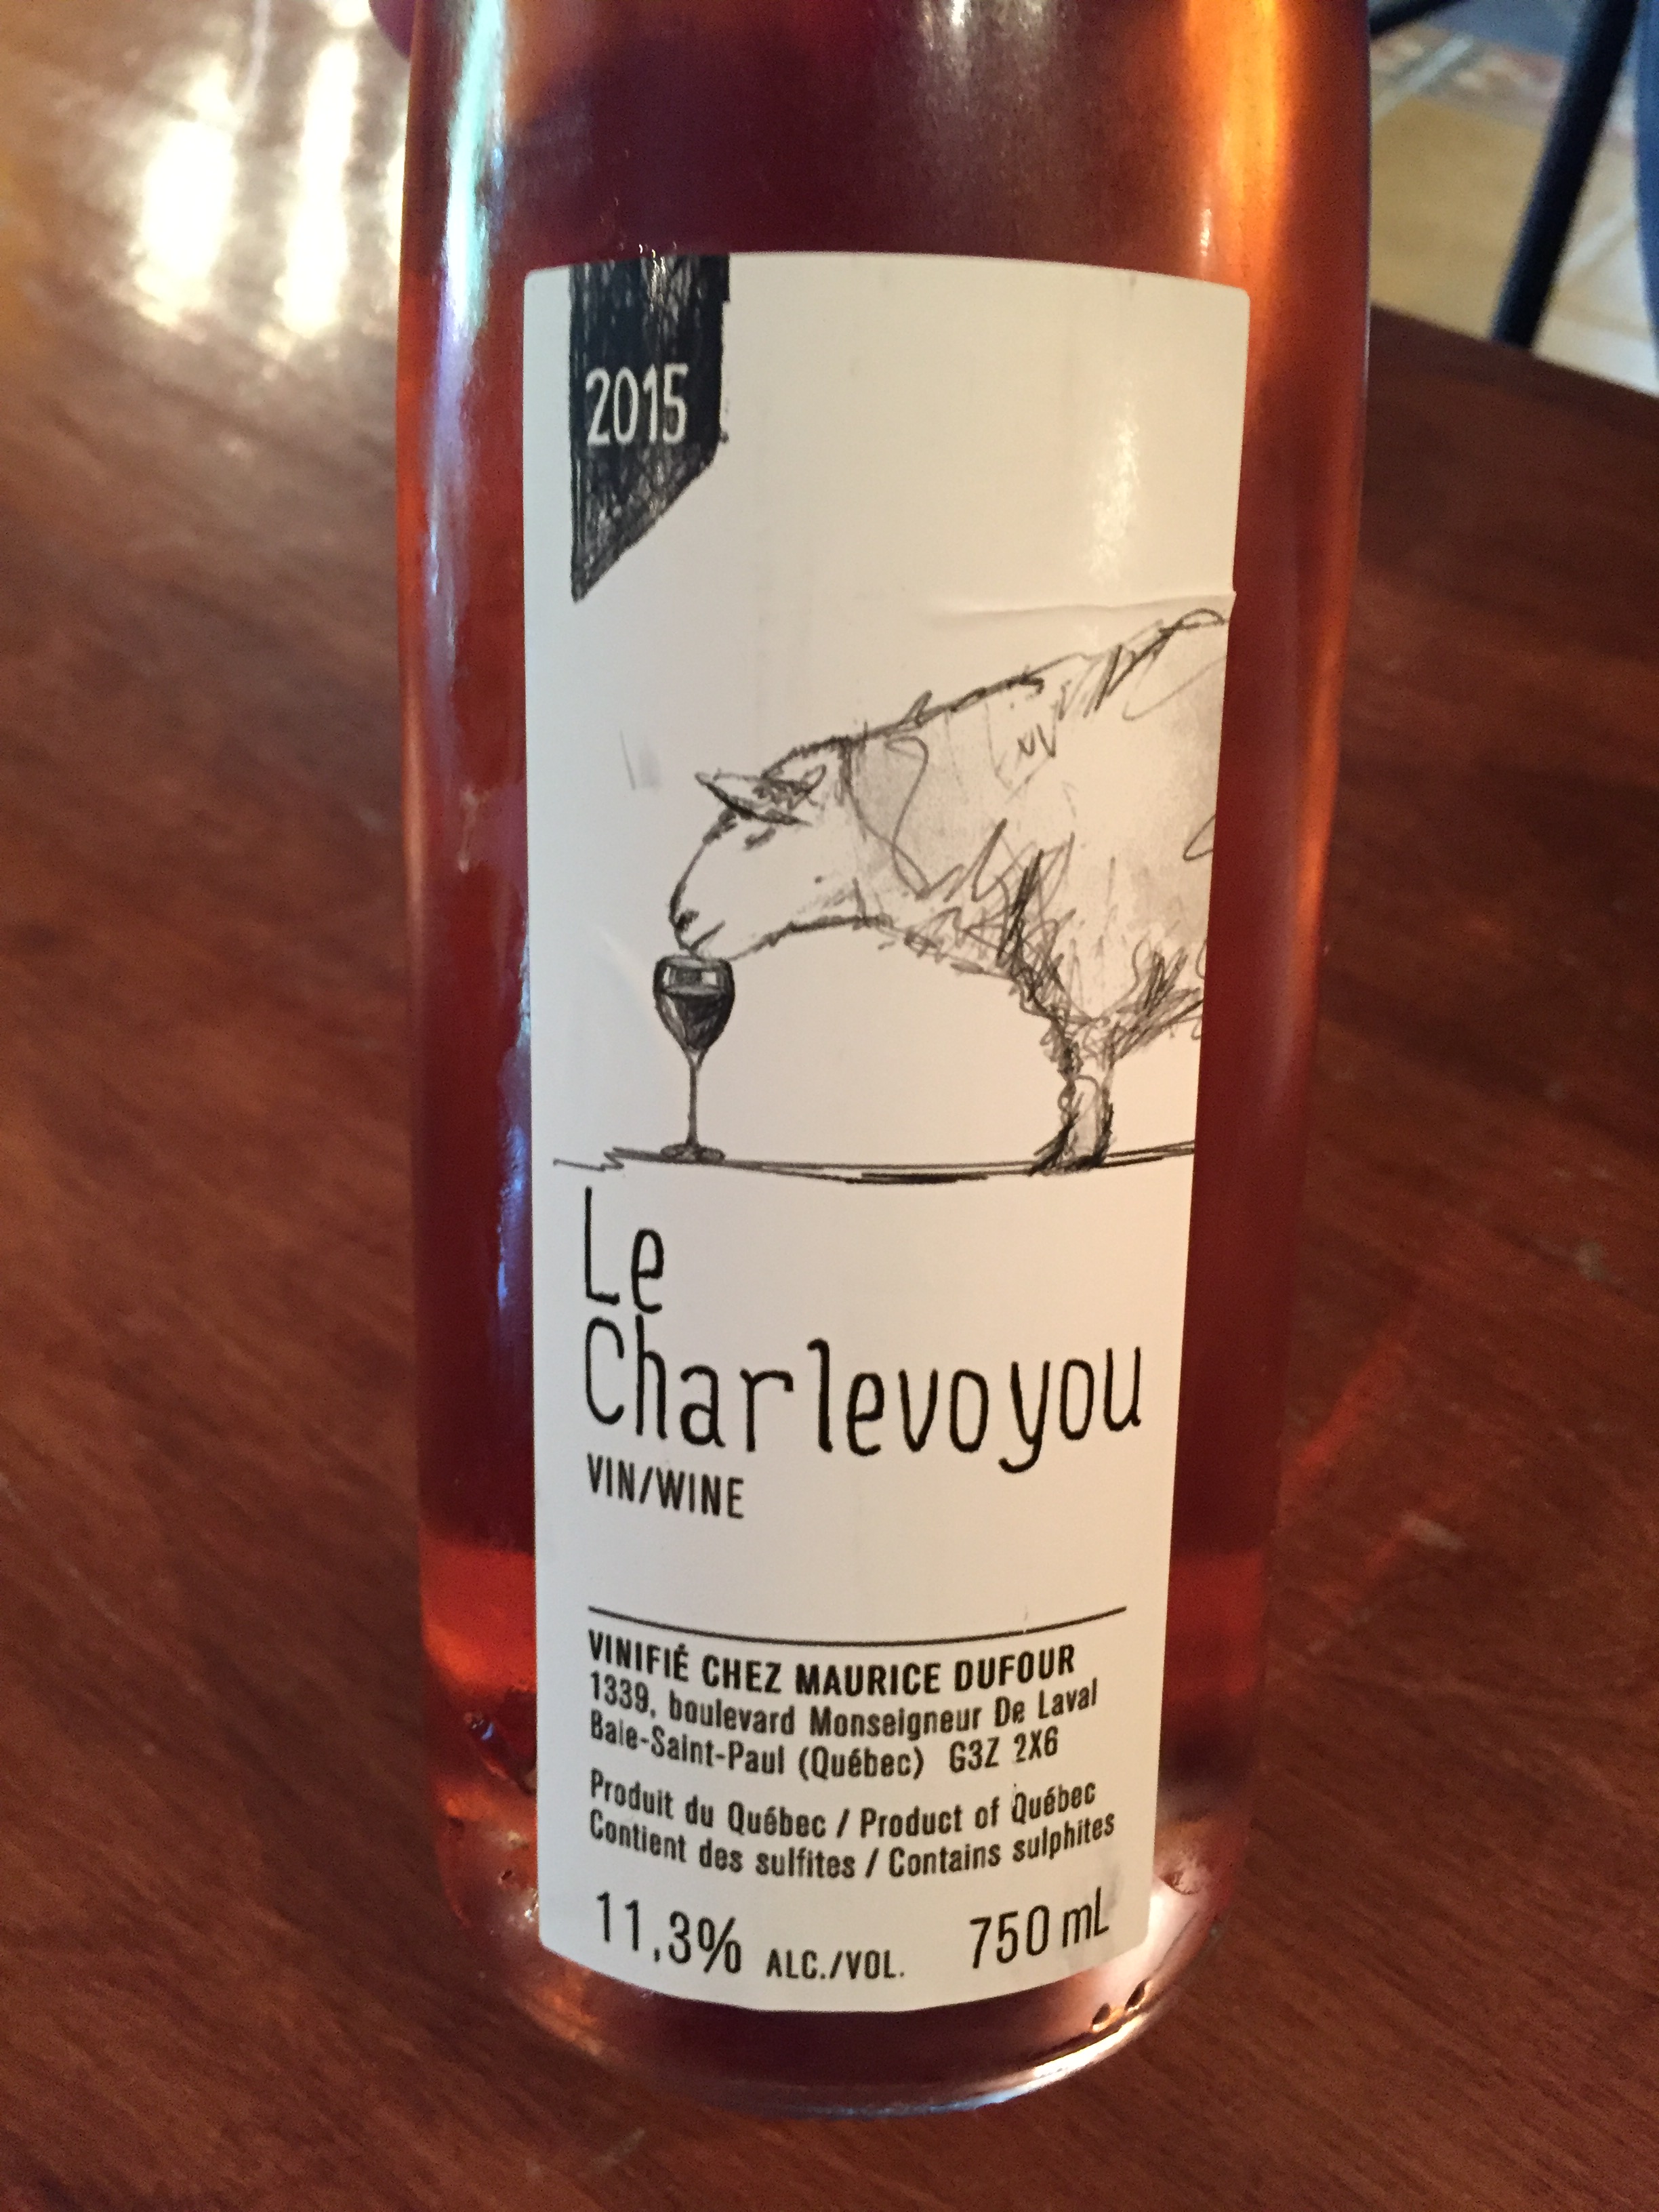 2015
Le
Charlevoyou
VIN/WINE
VINIFIÉ CHEZ MAURICE DUFOUR
1339, boulevard Monseigneur De Laval
Baie-Saint-Paul (Québec) G3Z 2X6
Produit du Québec / Product of Québec
Contient des sulfites / Contains sulphites
11,3% ALC./VOL. 750 mL